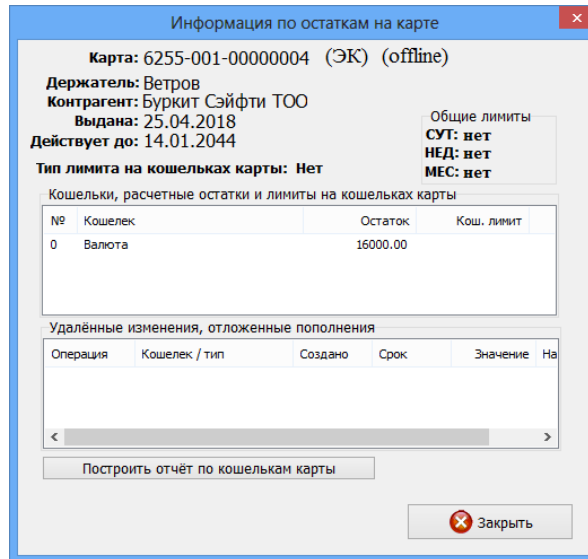 Информация по остаткам на карте
Карта: 6255-001-00000004 (ЭК) (offline)
Держатель: Ветров
Контрагент: Буркит Сэйфти ТОО
Выдана: 25.04.2018
Действует до: 14.01.2044
Общие лимиты
СУТ: нет
НЕД: нет
МЕС: нет
Тип лимита на кошельках карты: Нет
Кошельки, расчетные остатки и лимиты на кошельках карты
№ Кошелек Остаток Кош. лимит
0 Валюта 16000.00
Удалённые изменения, отложенные пополнения
Операция Кошелек / тип Создано Срок Значение На
Построить отчёт по кошелькам карты
Закрыть